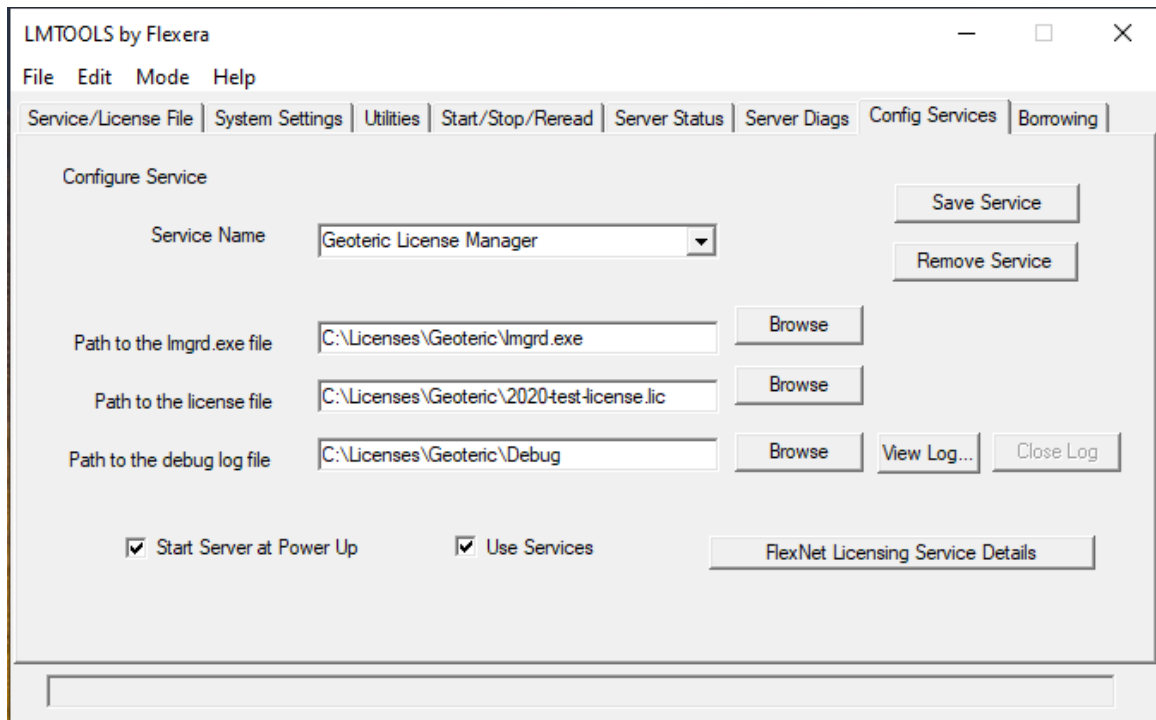 LMTOOLS by Flexera
File Edit Mode Help
Service/License File System Settings Utilities Start/Stop/Reread Server Status Server Diags Config Services Borrowing
Configure Service
Save Service
Service Name Geoteric License Manager
Remove Service
Path to the lmgrd.exe file C:\Licenses\Geoteric\lmgrd.exe Browse
Path to the license file C:\Licenses\Geoteric\2020-test-license.lic Browse
Path to the debug log file C:\Licenses\Geoteric\Debug Browse View Log... Close Log
Start Server at Power Up Use Services FlexNet Licensing Service Details